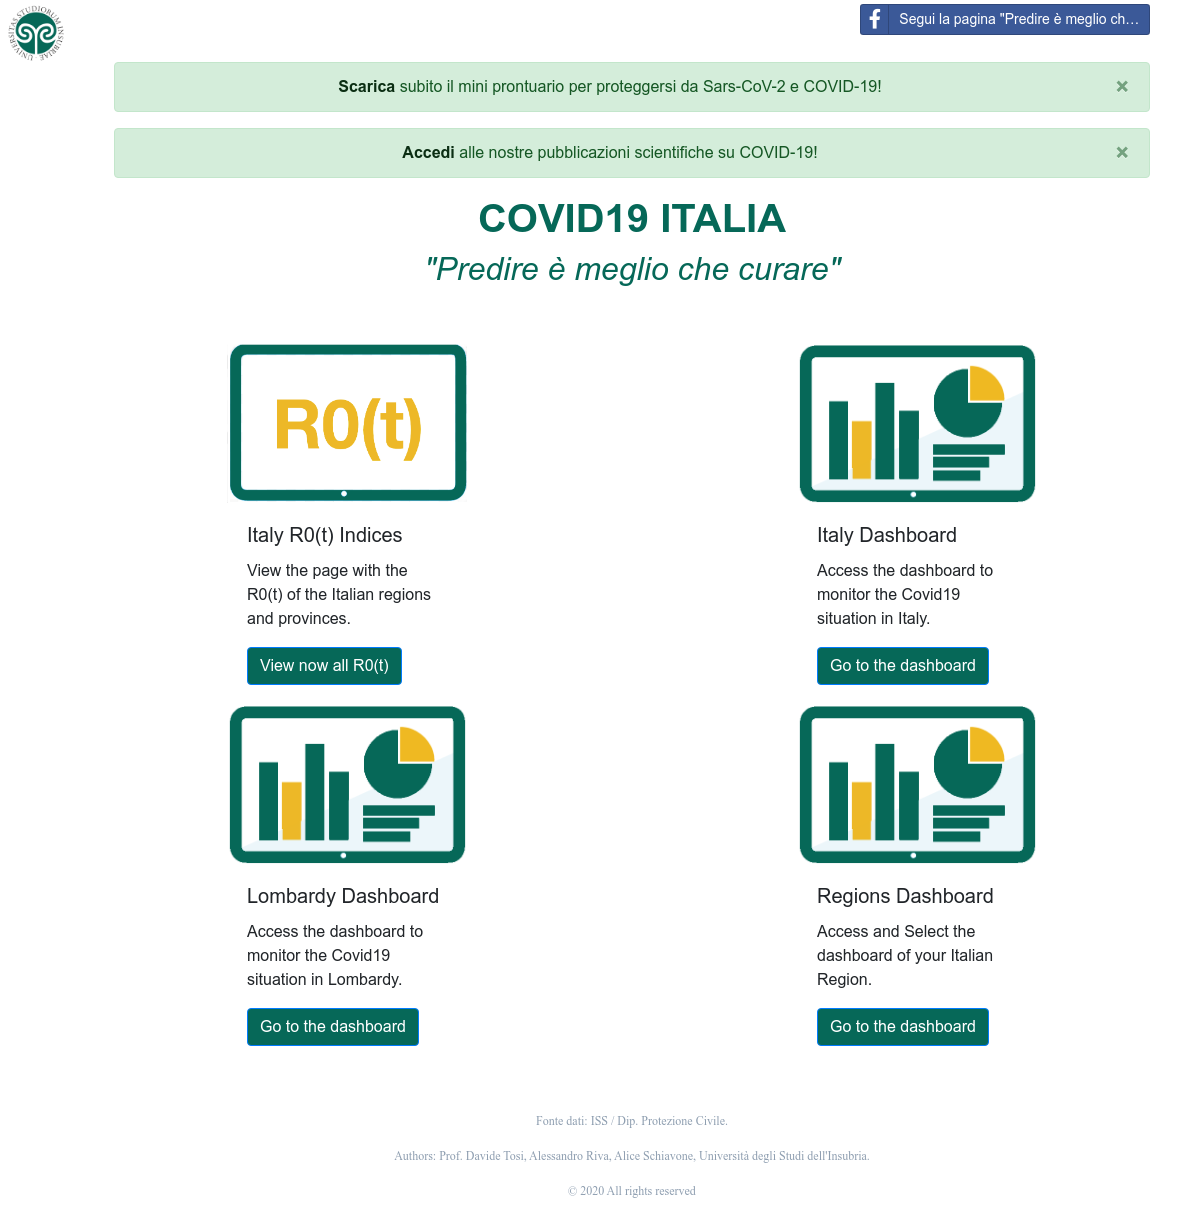 UNIVERSITAS STUDIORUM INSUBRIAE
Segui la pagina "Predire è meglio ch...
Scarica subito il mini prontuario per proteggersi da Sars-CoV-2 e COVID-19!
×
Accedi alle nostre pubblicazioni scientifiche su COVID-19!
×
COVID19 ITALIA
"Predire è meglio che curare"
R0(t)
Italy R0(t) Indices
View the page with the
R0(t) of the Italian regions
and provinces.
View now all R0(t)
Italy Dashboard
Access the dashboard to
monitor the Covid19
situation in Italy.
Go to the dashboard
Lombardy Dashboard
Access the dashboard to
monitor the Covid19
situation in Lombardy.
Go to the dashboard
Regions Dashboard
Access and Select the
dashboard of your Italian
Region.
Go to the dashboard
Fonte dati: ISS / Dip. Protezione Civile.
Authors: Prof. Davide Tosi, Alessandro Riva, Alice Schiavone, Università degli Studi dell'Insubria.
© 2020 All rights reserved